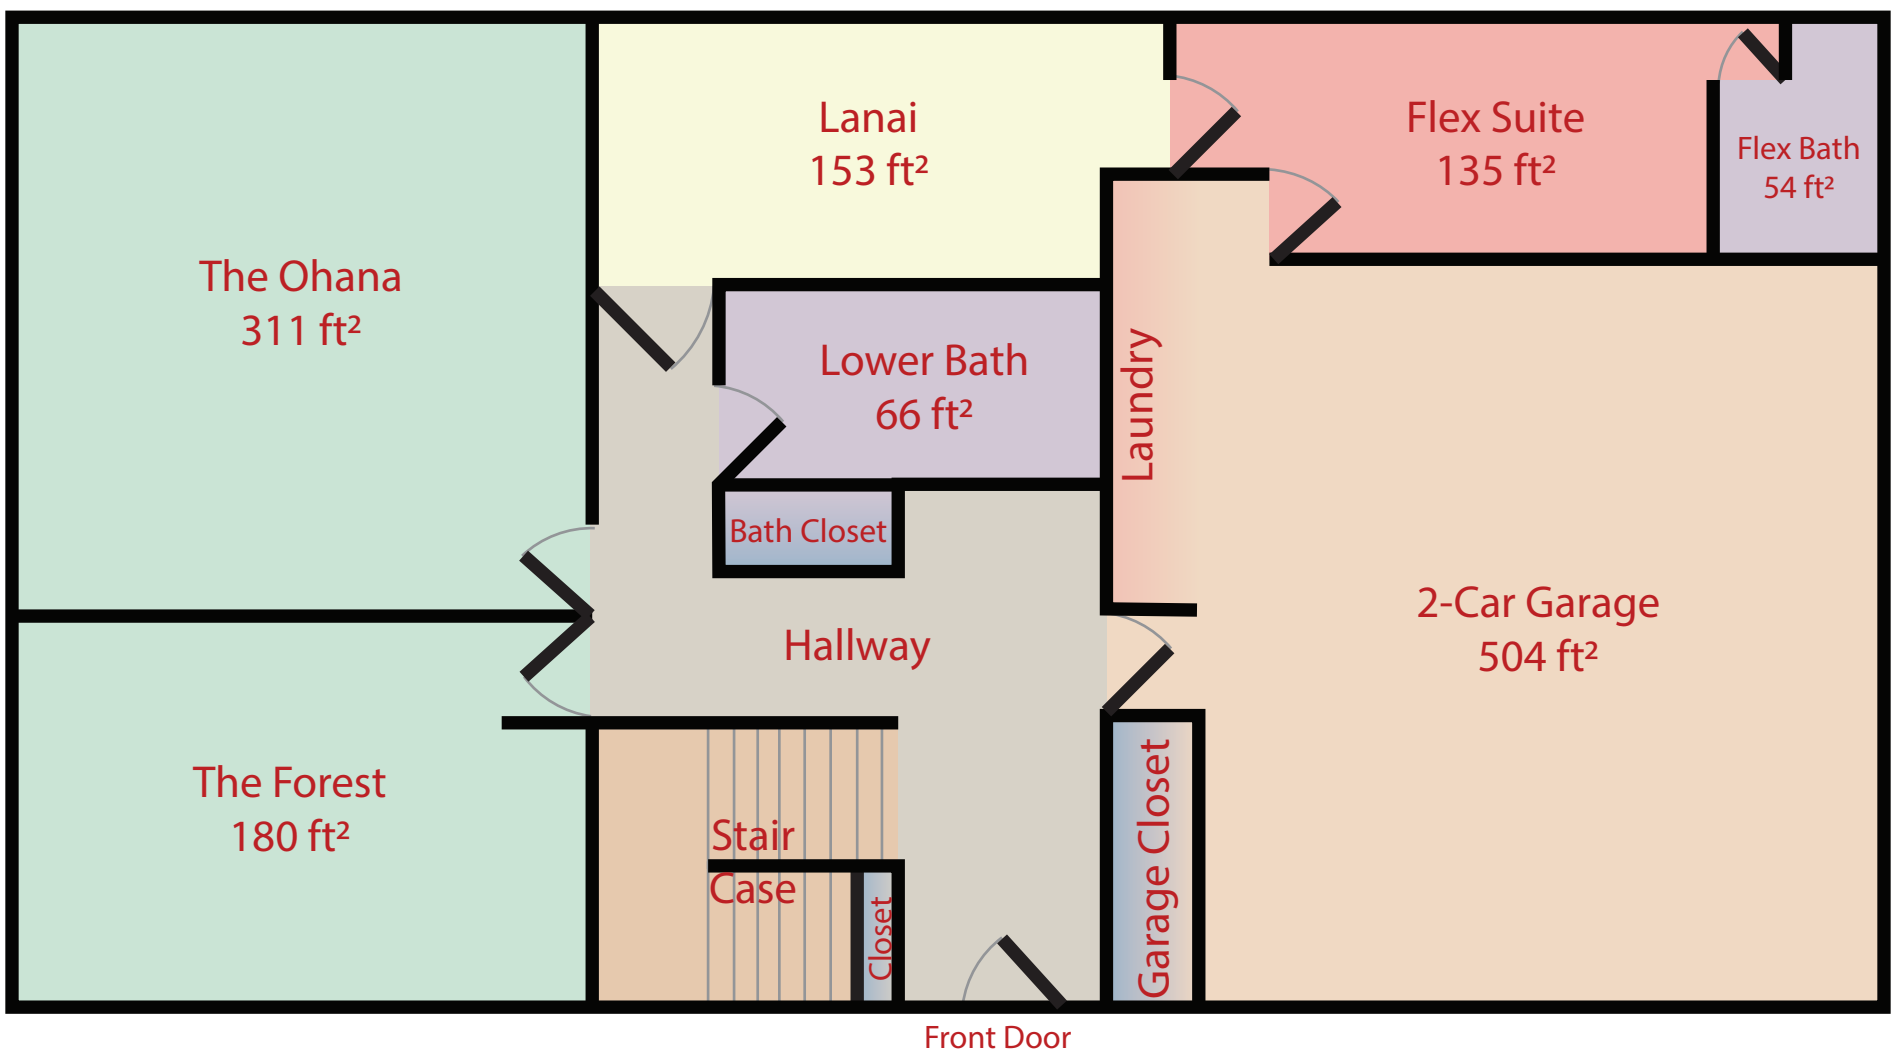 Lanai
153 ft²
Flex Suite
135 ft²
Flex Bath
54 ft²
The Ohana
311 ft²
Lower Bath
66 ft²
Laundry
Bath Closet
2-Car Garage
504 ft²
Hallway
The Forest
180 ft²
Stair
Case
Closet
Garage Closet
Front Door